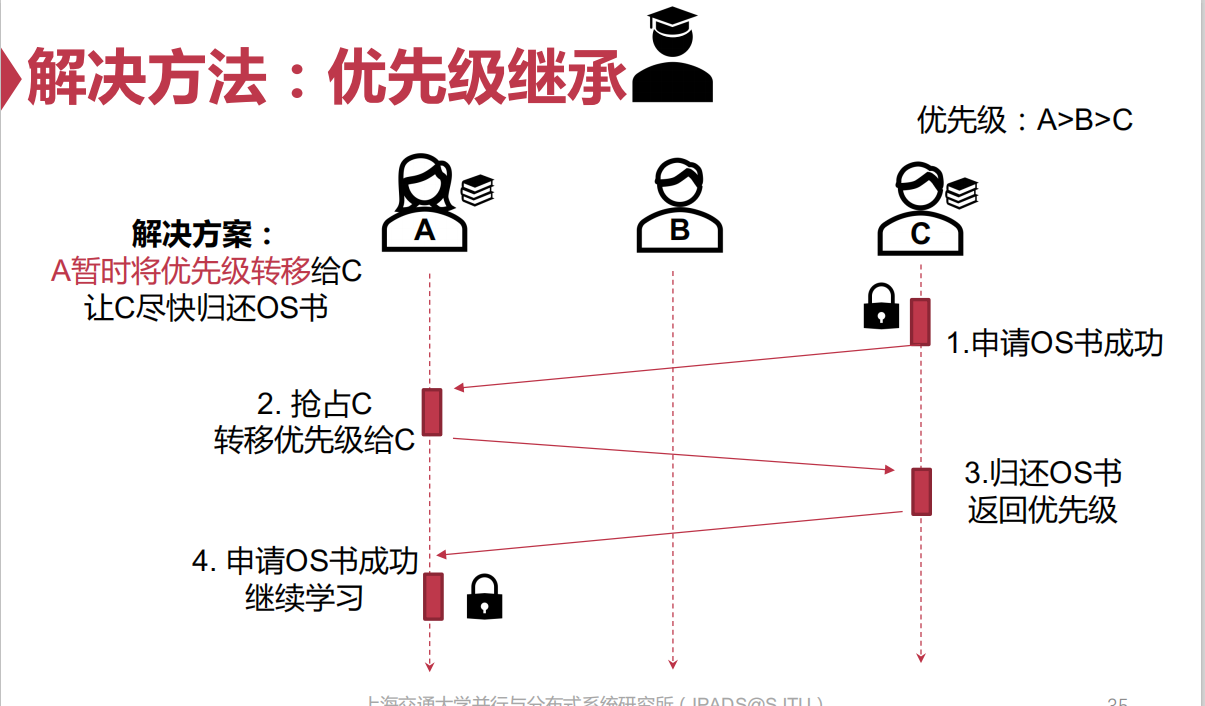 解决方法：优先级继承
优先级：A>B>C
A
B
C
解决方案：
A暂时将优先级转移给C
让C尽快归还OS书
1.申请OS书成功
2. 抢占C
转移优先级给C
3.归还OS书
返回优先级
4. 申请OS书成功
继续学习
上海交通大学并行与分布式系统研究所（IPADS@SJTU）
35